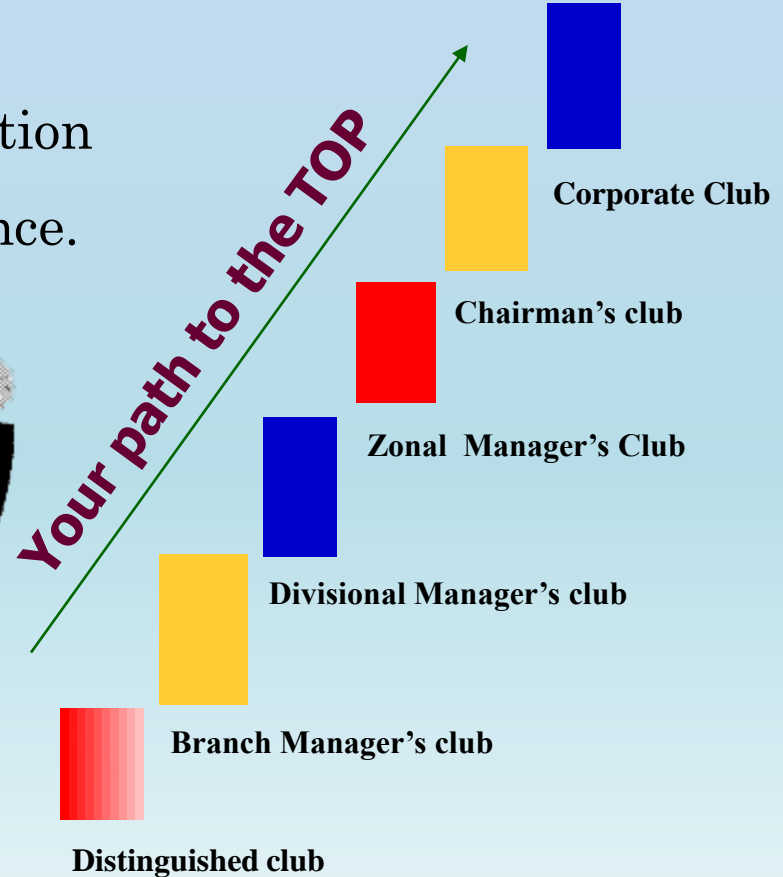 tion
nce.
Your path to the TOP
Corporate Club
Chairman’s club
Zonal  Manager’s Club
Divisional Manager’s club
Branch Manager’s club
Distinguished club